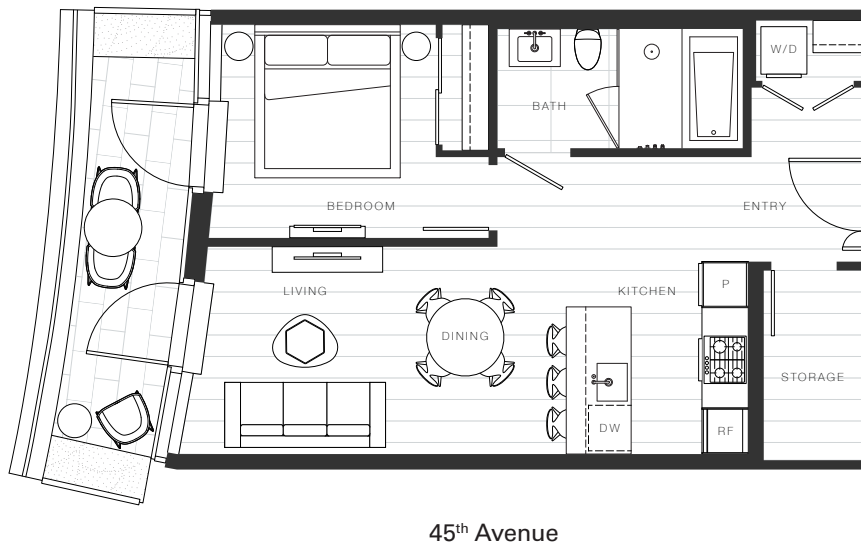 W/D
BATH
BEDROOM
ENTRY
LIVING
KITCHEN
P
DINING
STORAGE
DW
RF
45th Avenue